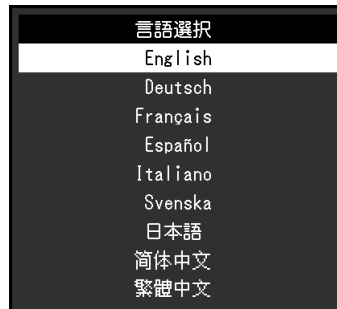 言語選択
English
Deutsch
Français
Español
Italiano
Svenska
日本語
简体中文
繁體中文